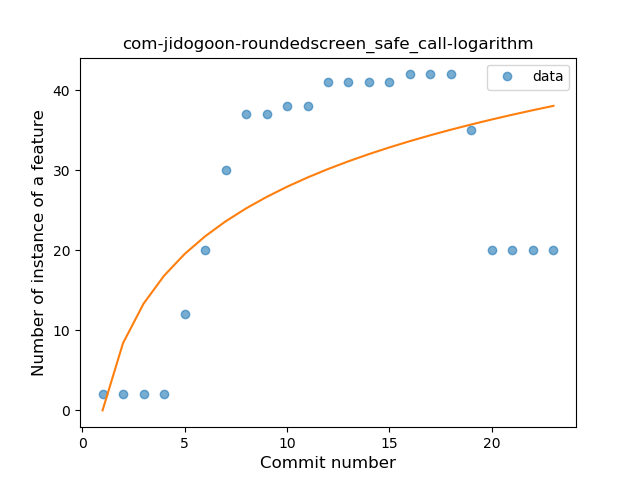 com-jidogoon-roundedscreen_safe_call-logarithm
data
Number of instance of a feature
40
30
20
10
0
0
5
10
15
20
Commit number